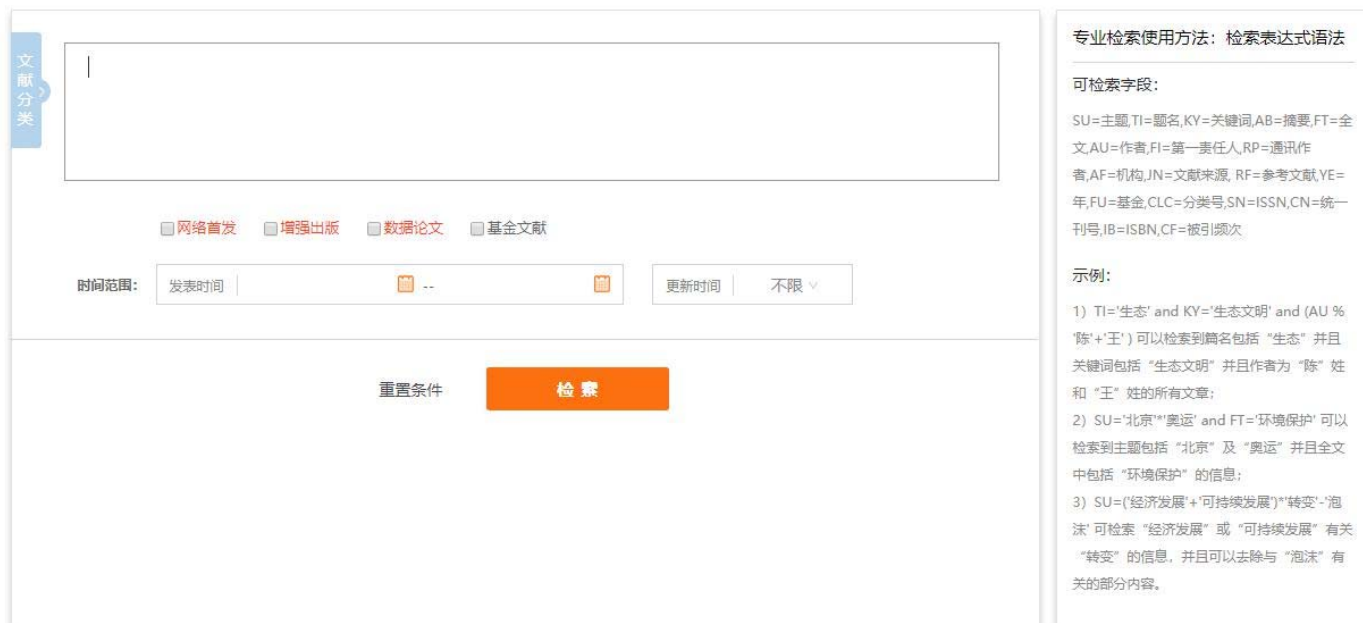 文献分类
网络首发 增强出版 数据论文 基金文献
时间范围: 发表时间 -- 更新时间 不限
重置条件 检索
专业检索使用方法：检索表达式语法
可检索字段：
SU=主题,TI=题名,KY=关键词,AB=摘要,FT=全
文,AU=作者,FI=第一责任人,RP=通讯作
者,AF=机构,JN=文献来源, RF=参考文献,YE=
年,FU=基金,CLC=分类号,SN=ISSN,CN=统一
刊号,IB=ISBN,CF=被引频次
示例：
1）TI='生态' and KY='生态文明' and (AU %
'陈'+'王' ) 可以检索到篇名包括“生态”并且
关键词包括“生态文明”并且作者为“陈”姓
和“王”姓的所有文章；
2）SU='北京'*'奥运' and FT='环境保护' 可以
检索到主题包括“北京”及“奥运”并且全文
中包括“环境保护”的信息；
3）SU=('经济发展'+'可持续发展')*'转变'-'泡
沫' 可检索“经济发展”或“可持续发展”有关
“转变”的信息，并且可以去除与“泡沫”有
关的部分内容。